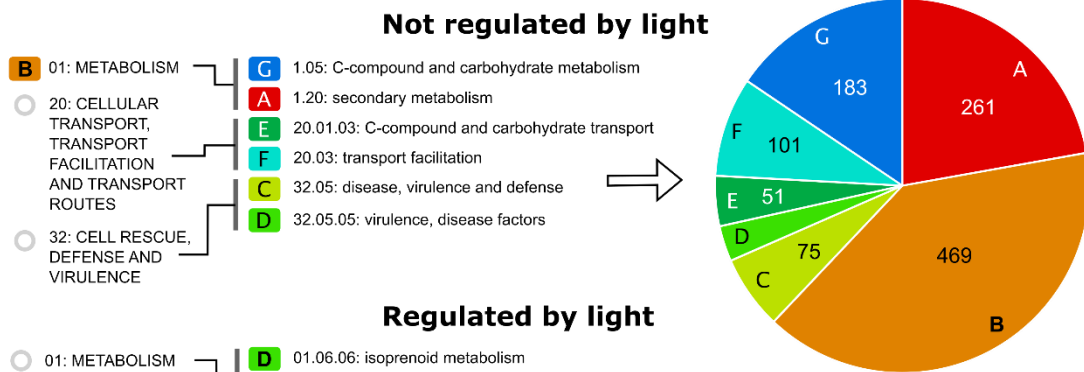 Not regulated by light
B 01: METABOLISM
20: CELLULAR
TRANSPORT,
TRANSPORT
FACILITATION
AND TRANSPORT
ROUTES
32: CELL RESCUE,
DEFENSE AND
VIRULENCE
G 1.05: C-compound and carbohydrate metabolism
A 1.20: secondary metabolism
E 20.01.03: C-compound and carbohydrate transport
F 20.03: transport facilitation
C 32.05: disease, virulence and defense
D 32.05.05: virulence, disease factors
G
183
A
261
F
101
E 51
D
75
C
469
B
Regulated by light
01: METABOLISM
D 01.06.06: isoprenoid metabolism